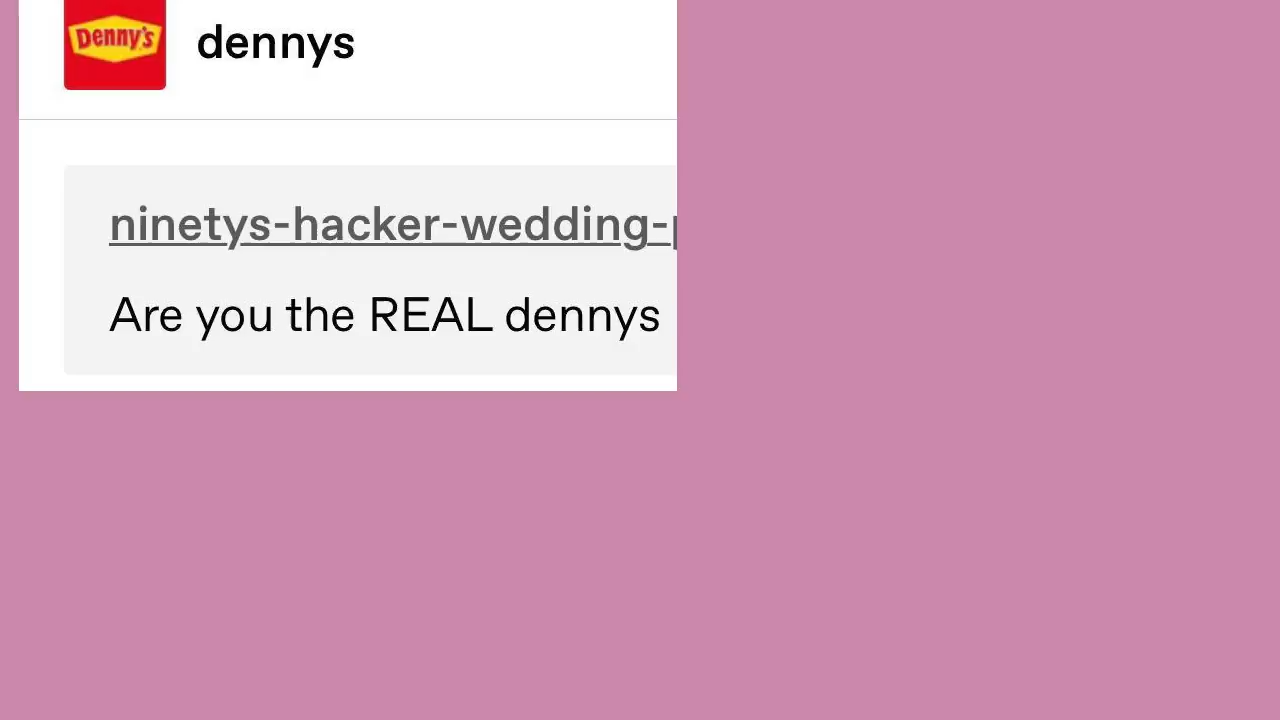 Denny's
dennys
ninetys-hacker-wedding-
Are you the REAL dennys